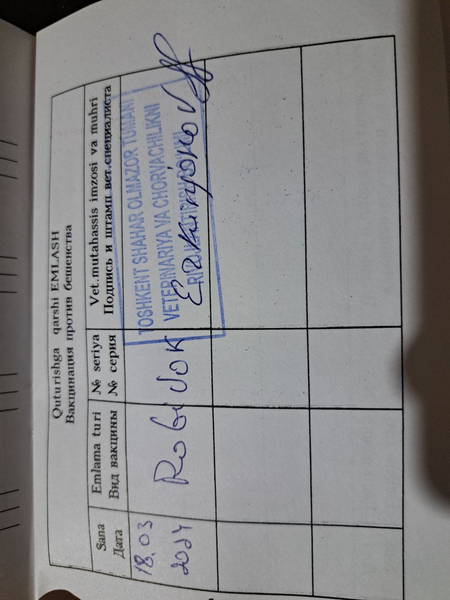 Quturishga qarshi EMLASH
Вакцинация против бешенства
Sana
Дата
Emlama turi
Вид вакцины
№ seriya
№ серия
Vet.mutahassis imzosi va muhri
Подпись и штамп вет.специалиста
18.03
2024
TOSHKENT SHAHAR OLMAZOR TUMANI
VETERINARIYA VA CHORVACHILIKNI